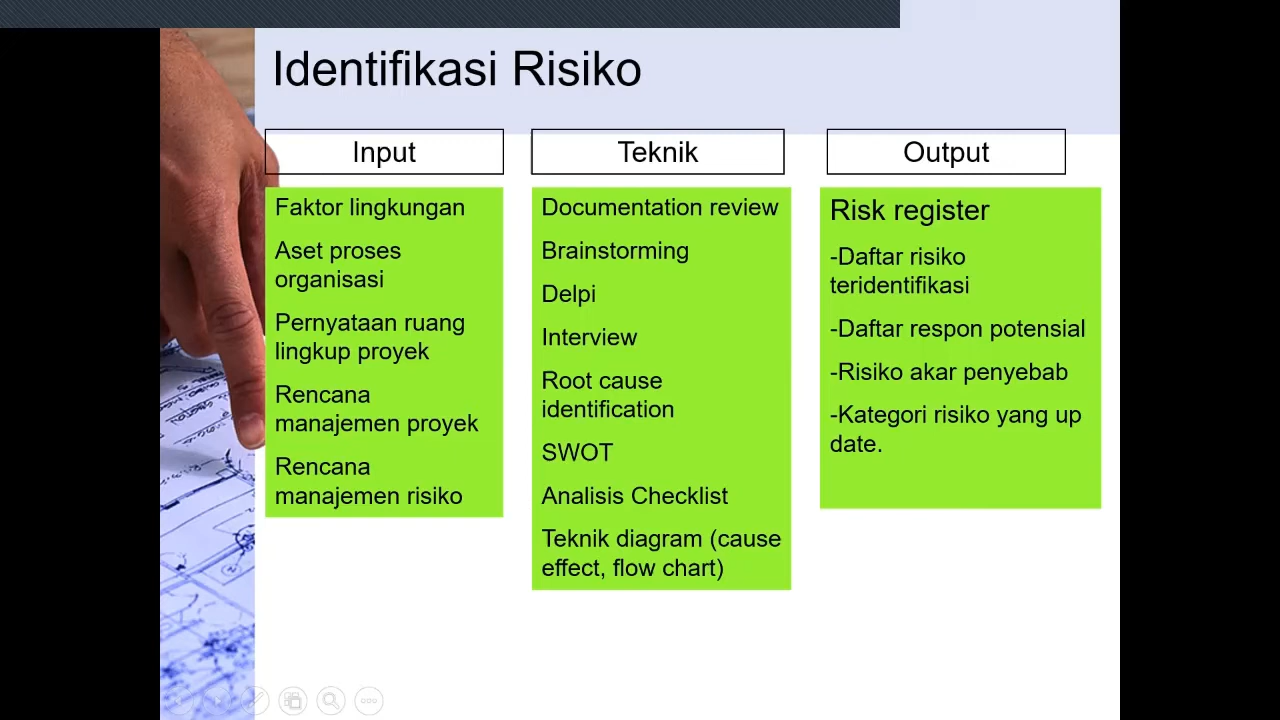 Identifikasi Risiko
Input
Faktor lingkungan
Aset proses
organisasi
Pernyataan ruang
lingkup proyek
Rencana
manajemen proyek
Rencana
manajemen risiko
Teknik
Documentation review
Brainstorming
Delpi
Interview
Root cause
identification
SWOT
Analisis Checklist
Teknik diagram (cause
effect, flow chart)
Output
Risk register
-Daftar risiko
teridentifikasi
-Daftar respon potensial
-Risiko akar penyebab
-Kategori risiko yang up
date.